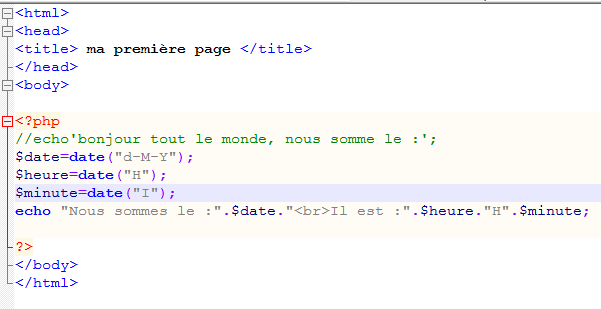 <html>
<head>
<title> ma première page </title>
</head>
<body>
<?php
//echo'bonjour tout le monde, nous somme le :';
$date=date("d-M-Y");
$heure=date("H");
$minute=date("I");
echo "Nous sommes le :".$date."<br>Il est :".$heure."H".$minute;
?>
</body>
</html>